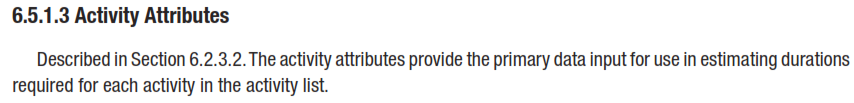 6.5.1.3 Activity Attributes
Described in Section 6.2.3.2. The activity attributes provide the primary data input for use in estimating durations
required for each activity in the activity list.